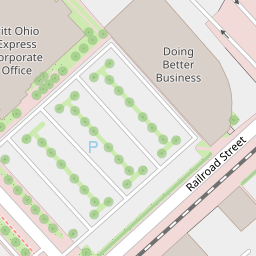 itt Ohio
Express
orporate
Office
Doing
Better
Business
P
Railroad Street